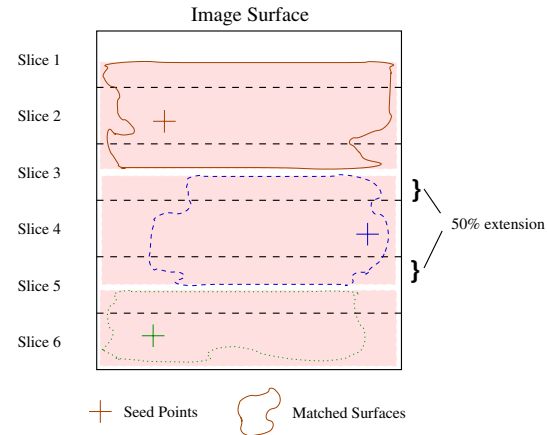 Image Surface
Slice 1
Slice 2
Slice 3
Slice 4
50% extension
Slice 5
Slice 6
Seed Points
Matched Surfaces